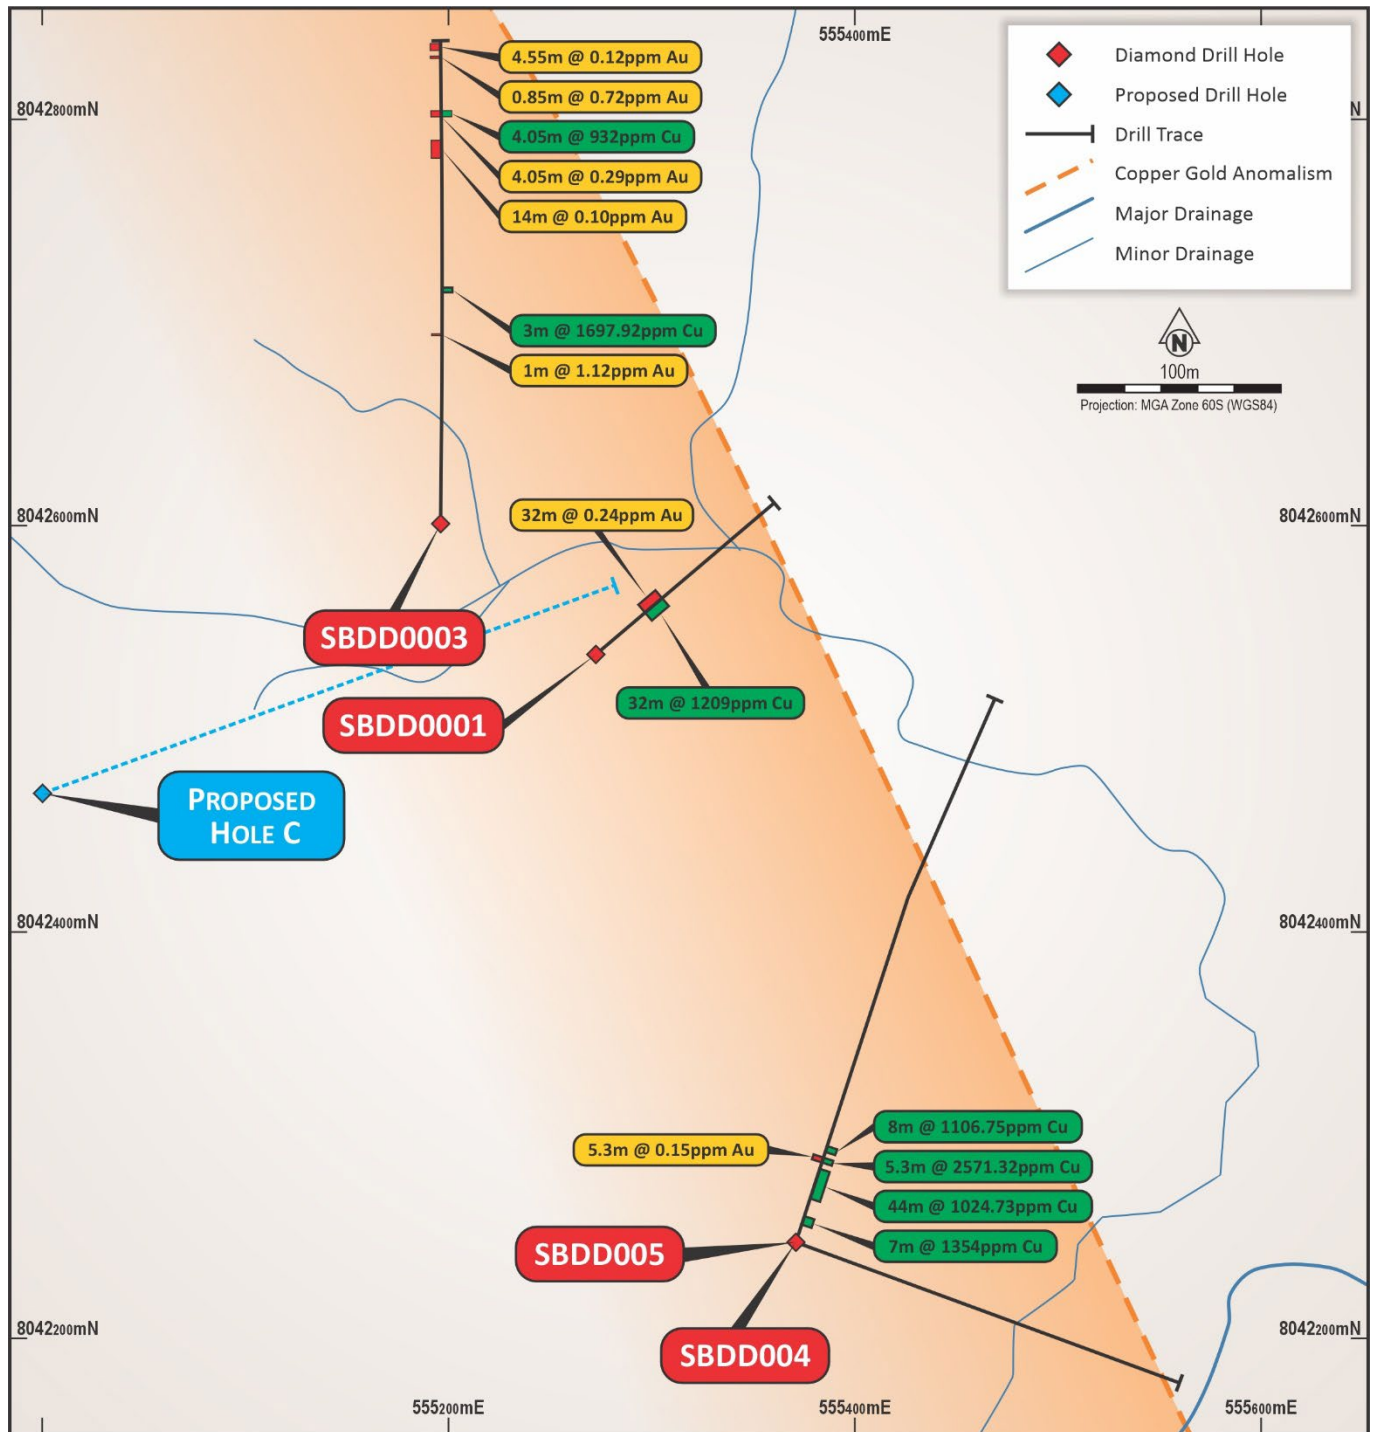 555400mE
Diamond Drill Hole
Proposed Drill Hole
Drill Trace
Copper Gold Anomalism
Major Drainage
Minor Drainage
8042800mN
N
4.55m @ 0.12ppm Au
0.85m @ 0.72ppm Au
4.05m @ 932ppm Cu
4.05m @ 0.29ppm Au
14m @ 0.10ppm Au
3m @ 1697.92ppm Cu
1m @ 1.12ppm Au
N
100m
Projection: MGA Zone 60S (WGS84)
8042600mN
8042600mN
32m @ 0.24ppm Au
SBDD0003
32m @ 1209ppm Cu
SBDD0001
PROPOSED
HOLE C
8042400mN
8042400mN
5.3m @ 0.15ppm Au
8m @ 1106.75ppm Cu
5.3m @ 2571.32ppm Cu
44m @ 1024.73ppm Cu
7m @ 1354ppm Cu
SBDD005
SBDD004
8042200mN
8042200mN
555200mE
555400mE
555600mE